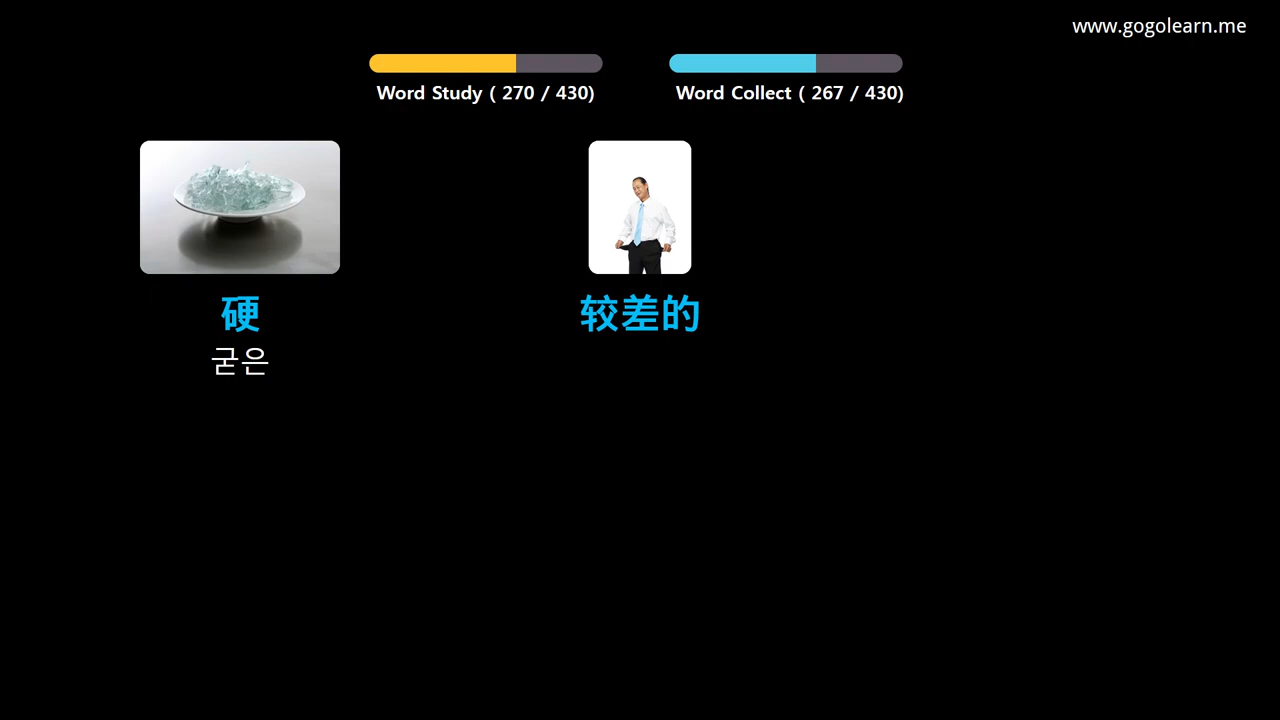 www.gogolearn.me
Word Study ( 270 / 430)
Word Collect ( 267 / 430)
硬
较差的
굳은